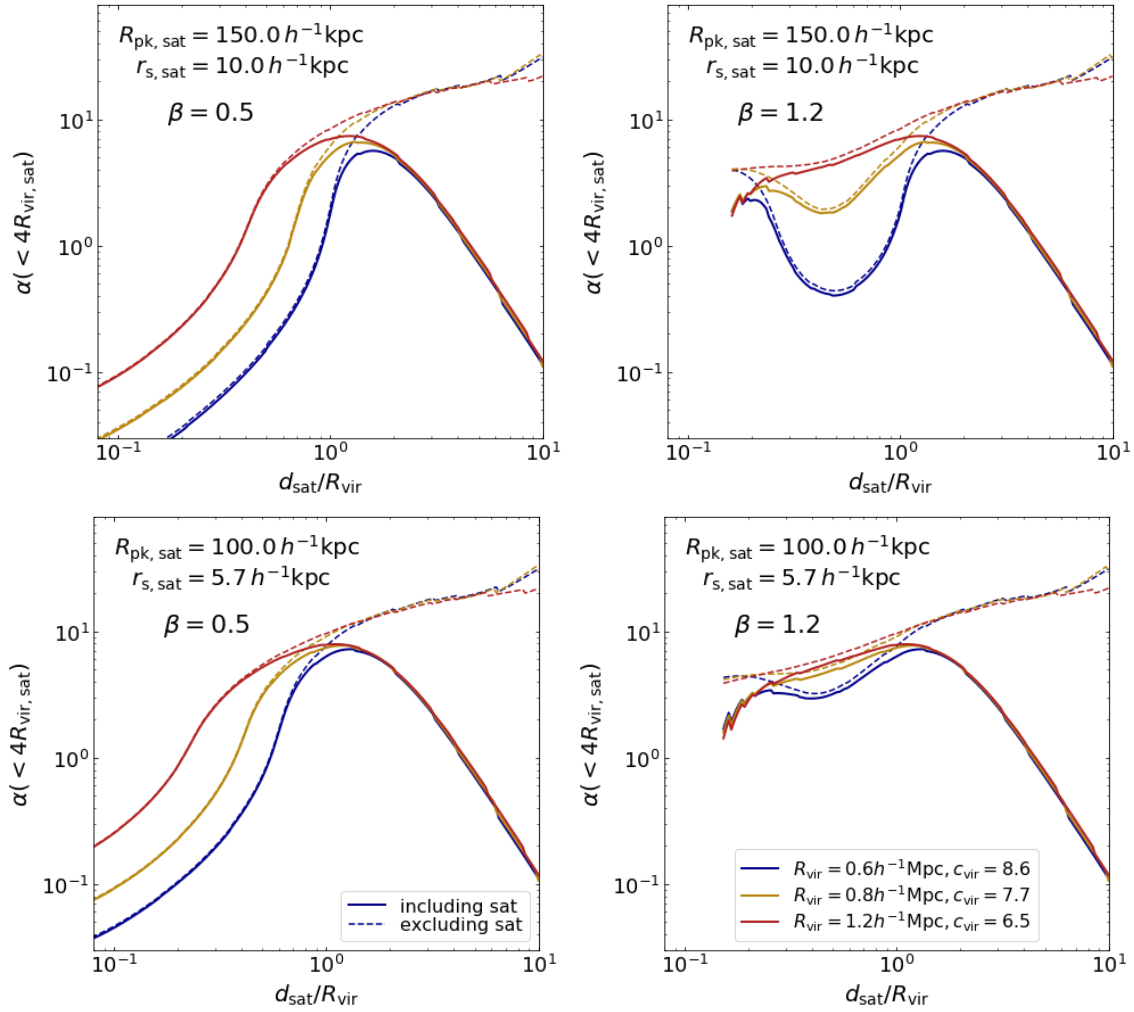 R_pk, sat = 150.0 h⁻¹kpc
r_s, sat = 10.0 h⁻¹kpc
β = 0.5
10¹
10⁰
10⁻¹
α( < 4R_vir, sat)
10⁻¹
10⁰
10¹
d_sat/R_vir
R_pk, sat = 150.0 h⁻¹kpc
r_s, sat = 10.0 h⁻¹kpc
β = 1.2
10¹
10⁰
10⁻¹
α( < 4R_vir, sat)
10⁻¹
10⁰
10¹
d_sat/R_vir
R_pk, sat = 100.0 h⁻¹kpc
r_s, sat = 5.7 h⁻¹kpc
β = 0.5
10¹
10⁰
10⁻¹
α( < 4R_vir, sat)
including sat
excluding sat
10⁻¹
10⁰
10¹
d_sat/R_vir
R_pk, sat = 100.0 h⁻¹kpc
r_s, sat = 5.7 h⁻¹kpc
β = 1.2
10¹
10⁰
10⁻¹
α( < 4R_vir, sat)
R_vir = 0.6h⁻¹Mpc, c_vir = 8.6
R_vir = 0.8h⁻¹Mpc, c_vir = 7.7
R_vir = 1.2h⁻¹Mpc, c_vir = 6.5
10⁻¹
10⁰
10¹
d_sat/R_vir